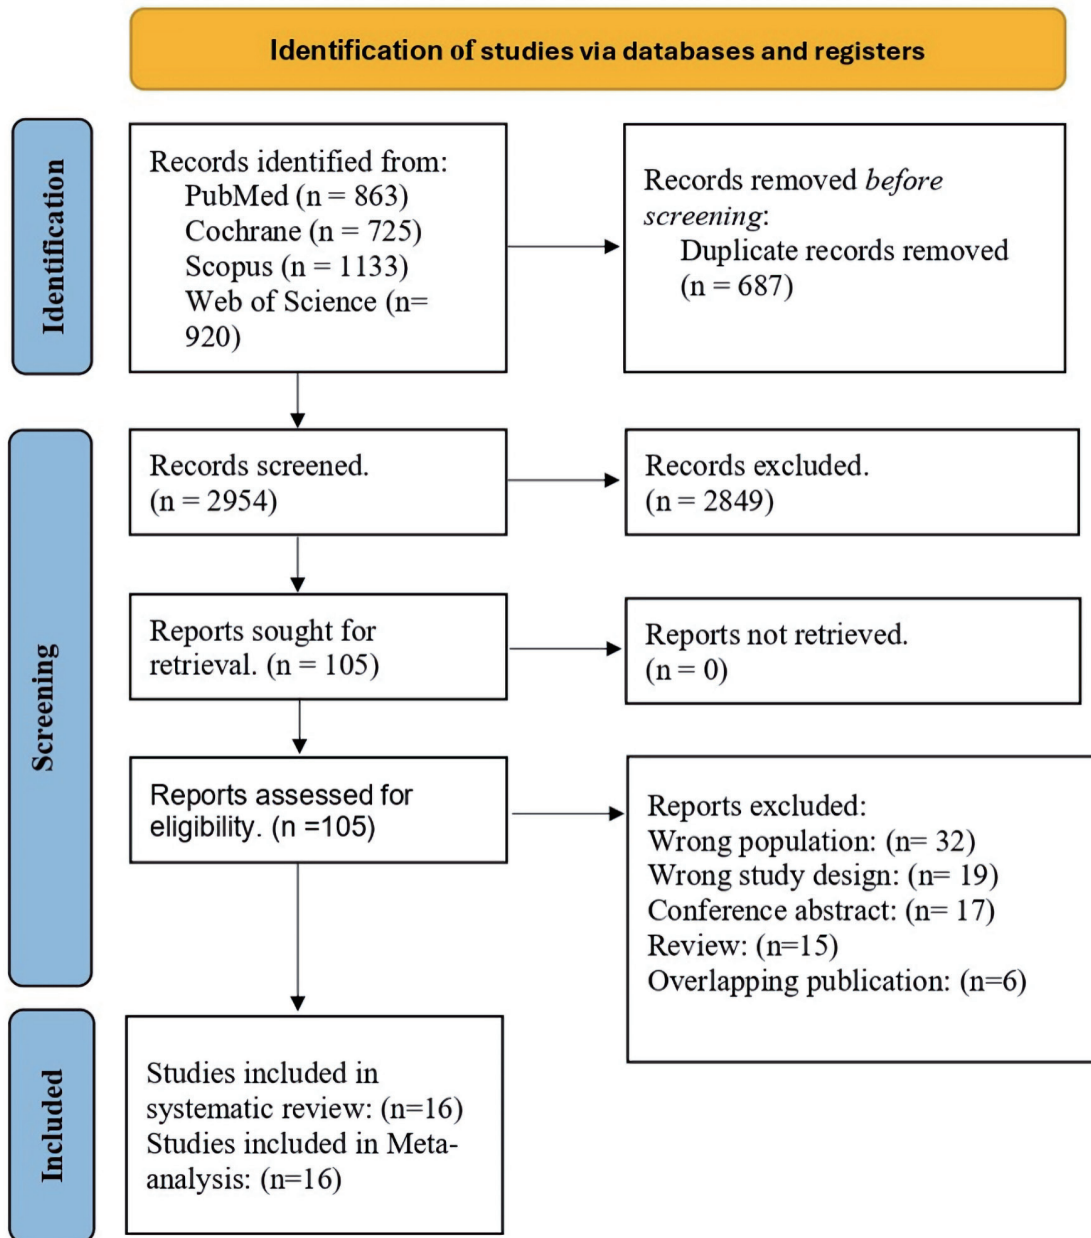 Identification of studies via databases and registers
Identification
Records identified from:
PubMed (n = 863)
Cochrane (n = 725)
Scopus (n = 1133)
Web of Science (n=
920)
Records removed before
screening:
Duplicate records removed
(n = 687)
Screening
Records screened.
(n = 2954)
Records excluded.
(n = 2849)
Reports sought for
retrieval. (n = 105)
Reports not retrieved.
(n = 0)
Reports assessed for
eligibility. (n =105)
Reports excluded:
Wrong population: (n= 32)
Wrong study design: (n= 19)
Conference abstract: (n= 17)
Review: (n=15)
Overlapping publication: (n=6)
Included
Studies included in
systematic review: (n=16)
Studies included in Meta-
analysis: (n=16)